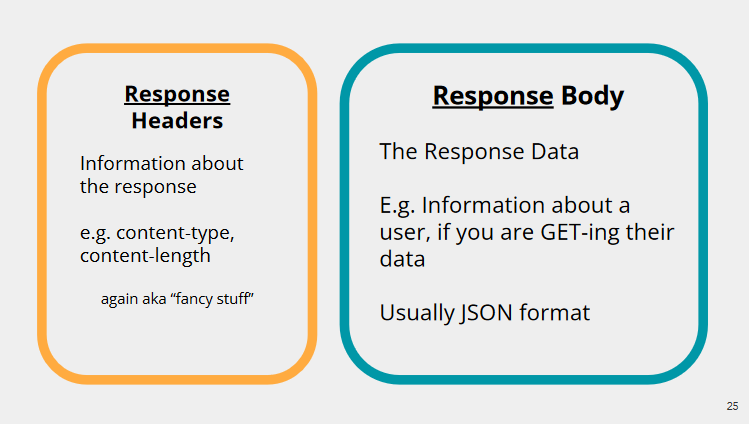 Response
Headers
Information about
the response
e.g. content-type,
content-length
again aka “fancy stuff”
Response Body
The Response Data
E.g. Information about a
user, if you are GET-ing their
data
Usually JSON format
25